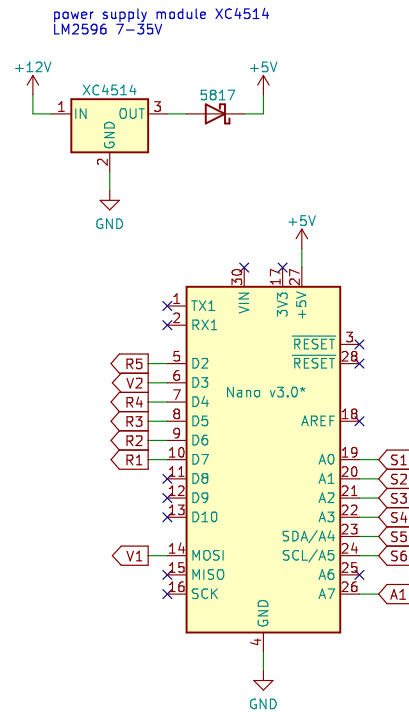 power supply module XC4514
LM2596 7-35V
+12V
+5V
XC4514
5817
1
IN
OUT
3
GND
2
GND
+5V
30
17
27
VIN
3V3
+5V
1
TX1
2
RX1
RESET
3
RESET
28
R5
5
D2
V2
6
D3
Nano v3.0*
R4
7
D4
R3
8
D5
AREF
18
R2
9
D6
R1
10
D7
A0
19
S1
11
D8
A1
20
S2
12
D9
A2
21
S3
13
D10
A3
22
S4
SDA/A4
23
S5
V1
14
MOSI
SCL/A5
24
S6
15
MISO
A6
25
16
SCK
A7
26
A1
GND
4
GND